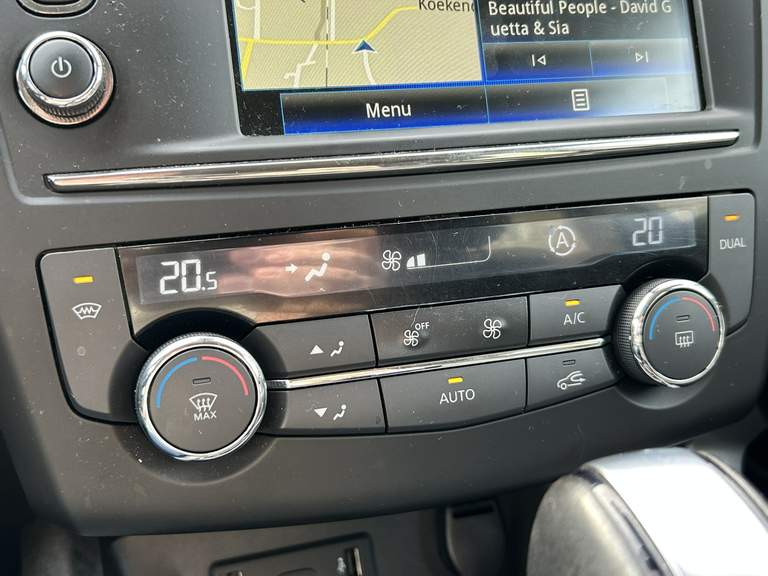 Koekend
Beautiful People - David G
uetta & Sia
Menu
20.5
A
20
DUAL
OFF
A/C
MAX
AUTO